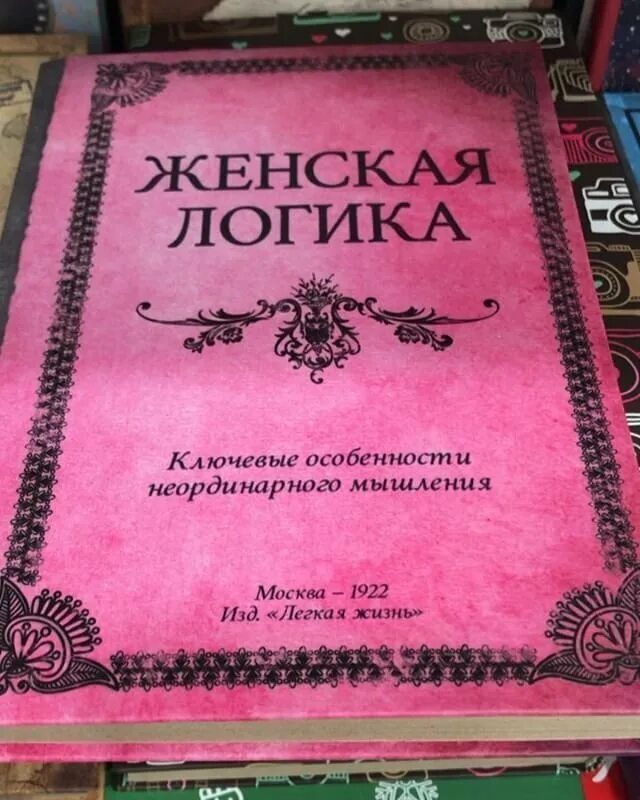 ЖЕНСКАЯ
ЛОГИКА
Ключевые особенности
неординарного мышления
Москва – 1922
Изд. «Легкая жизнь»